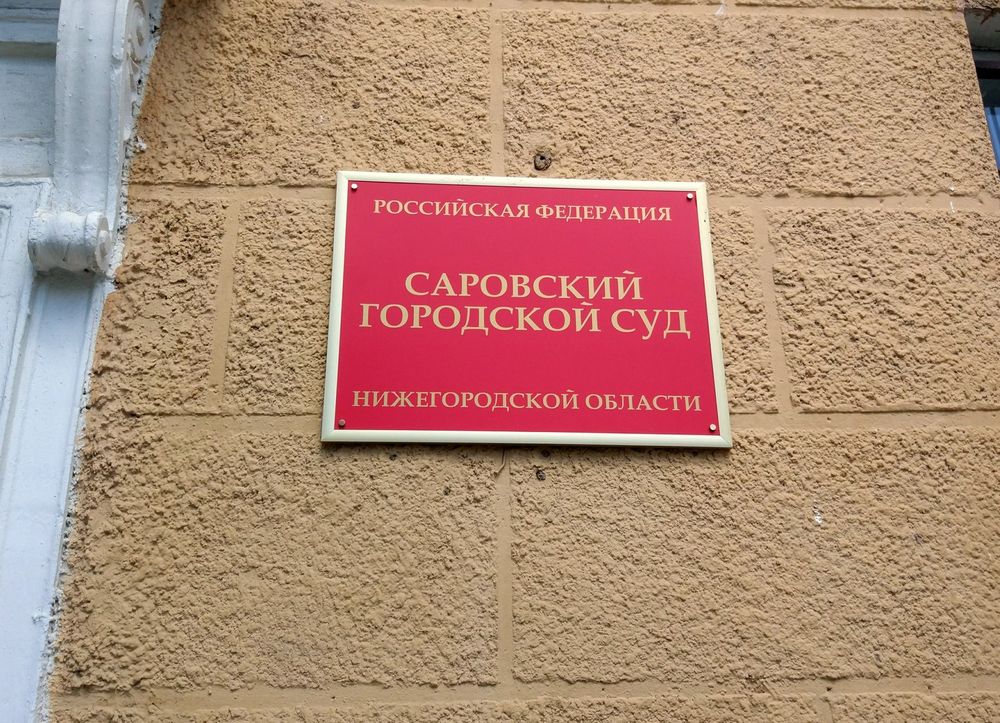 РОССИЙСКАЯ ФЕДЕРАЦИЯ
САРОВСКИЙ
ГОРОДСКОЙ СУД
НИЖЕГОРОДСКОЙ ОБЛАСТИ